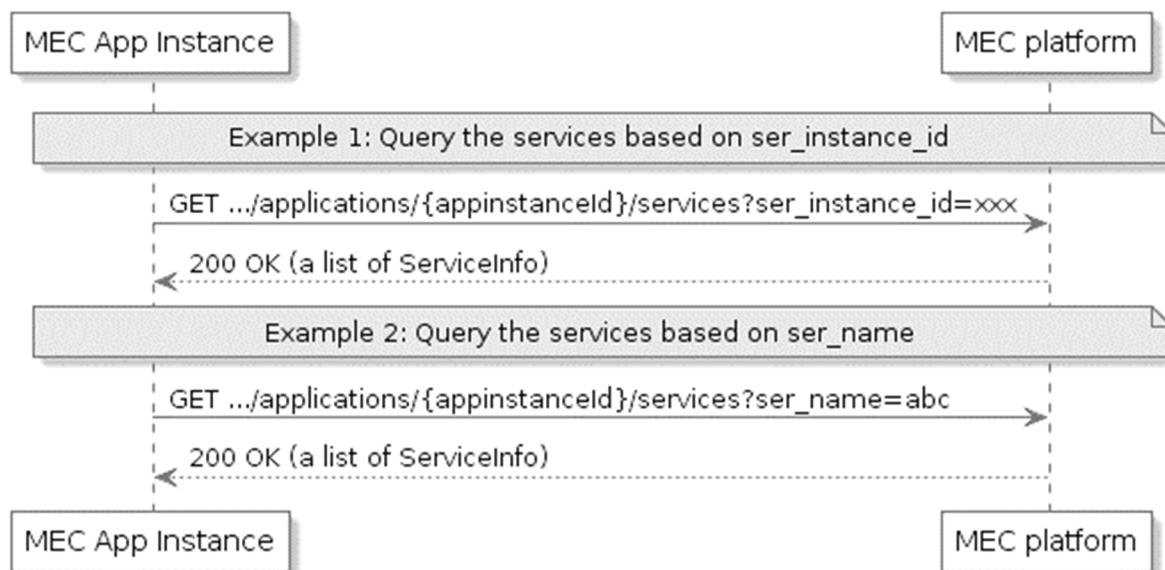 MEC App Instance
MEC platform
Example 1: Query the services based on ser_instance_id
GET .../applications/{appinstanceId}/services?ser_instance_id=xxx
200 OK (a list of ServiceInfo)
Example 2: Query the services based on ser_name
GET .../applications/{appinstanceId}/services?ser_name=abc
200 OK (a list of ServiceInfo)
MEC App Instance
MEC platform